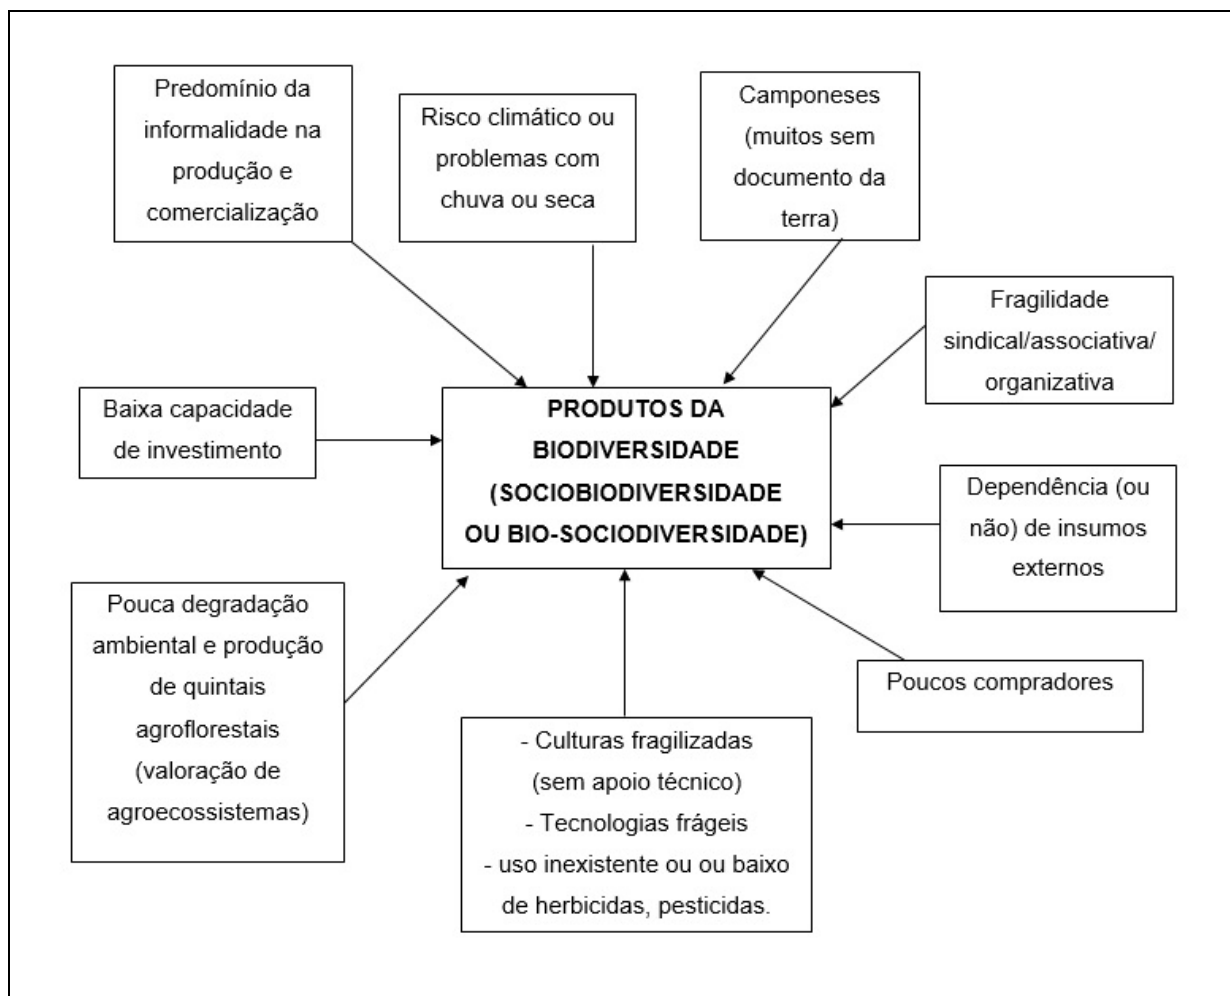 Predomínio da
informalidade na
produção e
comercialização
Risco climático ou
problemas com
chuva ou seca
Camponeses
(muitos sem
documento da
terra)
Fragilidade
sindical/associativa/
organizativa
Baixa capacidade
de investimento
PRODUTOS DA
BIODIVERSIDADE
(SOCIOBIODIVERSIDADE
OU BIO-SOCIODIVERSIDADE)
Dependência (ou
não) de insumos
externos
Pouca degradação
ambiental e produção
de quintais
agroflorestais
(valoração de
agroecossistemas)
- Culturas fragilizadas
(sem apoio técnico)
- Tecnologias frágeis
- uso inexistente ou ou baixo
de herbicidas, pesticidas.
Poucos compradores